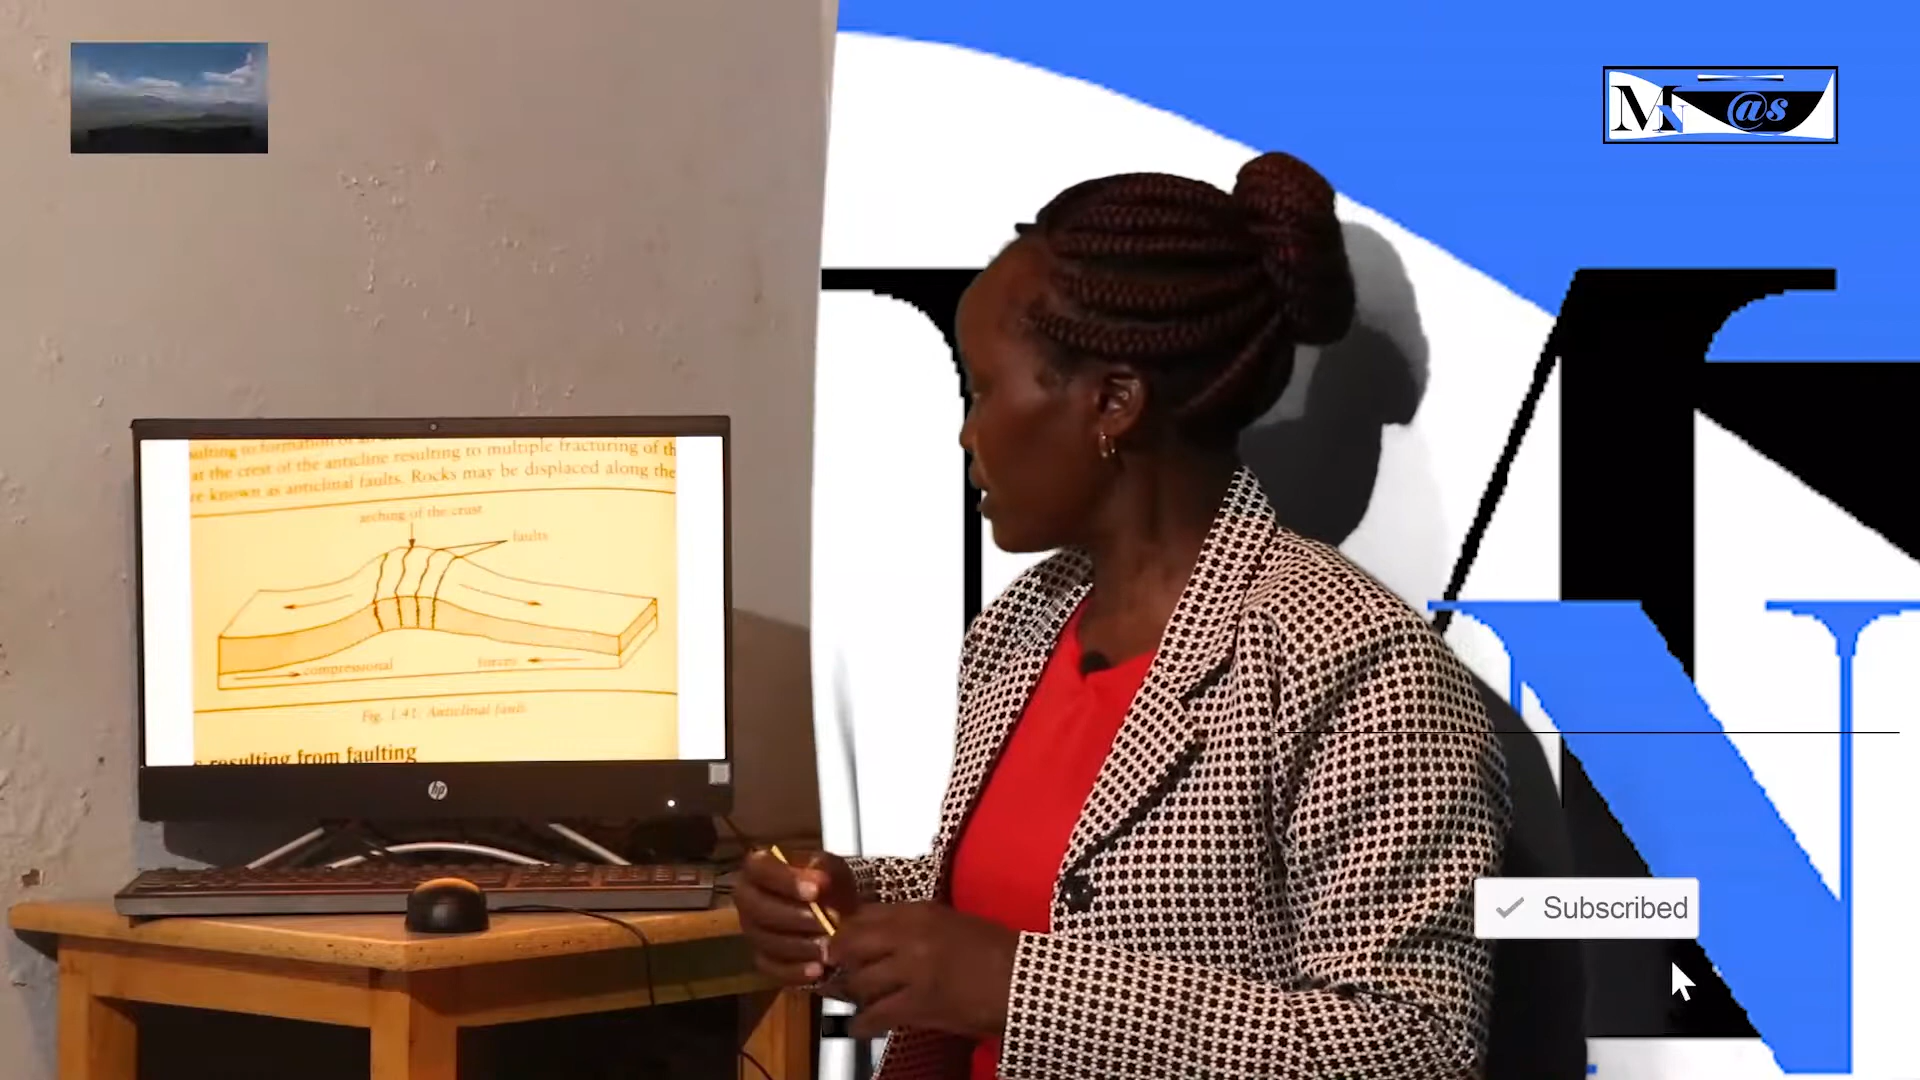 MN @s
at the crest of the anticline resulting to multiple fracturing of th
re known as anticlinal faults. Rocks may be displaced along the
arching of the crust
faults
compressional forces
Fig. 1.41: Anticlinal faults
s resulting from faulting
hp
N
Subscribed